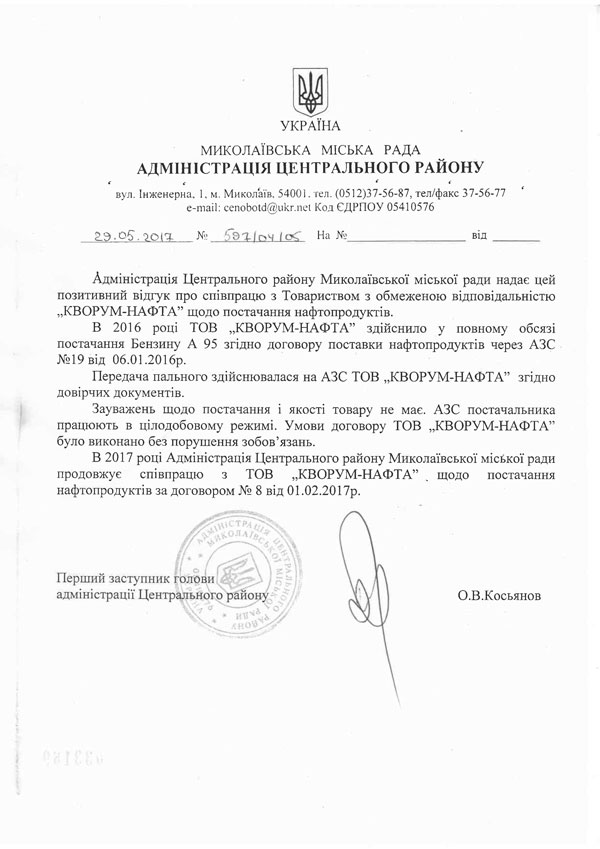 УКРАЇНА
МИКОЛАЇВСЬКА МІСЬКА РАДА
АДМІНІСТРАЦІЯ ЦЕНТРАЛЬНОГО РАЙОНУ
вул. Інженерна, 1, м. Миколаїв, 54001, тел. (0512)37-56-87, тел/факс 37-56-77
e-mail: cenobotd@ukr.net Код ЄДРПОУ 05410576
29.05.2017 № 597/04/05 На № від
Адміністрація Центрального району Миколаївської міської ради надає цей
позитивний відгук про співпрацю з Товариством з обмеженою відповідальністю
„КВОРУМ-НАФТА” щодо постачання нафтопродуктів.
В 2016 році ТОВ „КВОРУМ-НАФТА” здійснило у повному обсязі
постачання Бензину А 95 згідно договору поставки нафтопродуктів через АЗС
№19 від 06.01.2016р.
Передача пального здійснювалася на АЗС ТОВ „КВОРУМ-НАФТА” згідно
довірчих документів.
Зауважень щодо постачання і якості товару не має. АЗС постачальника
працюють в цілодобовому режимі. Умови договору ТОВ „КВОРУМ-НАФТА”
було виконано без порушення зобов’язань.
В 2017 році Адміністрація Центрального району Миколаївської міської ради
продовжує співпрацю з ТОВ „КВОРУМ-НАФТА” щодо постачання
нафтопродуктів за договором № 8 від 01.02.2017р.
АДМІНІСТРАЦІЯ ЦЕНТРАЛЬНОГО РАЙОНУ
МИКОЛАЇВСЬКОЇ МІСЬКОЇ РАДИ
Перший заступник голови
адміністрації Центрального району О.В.Косьянов